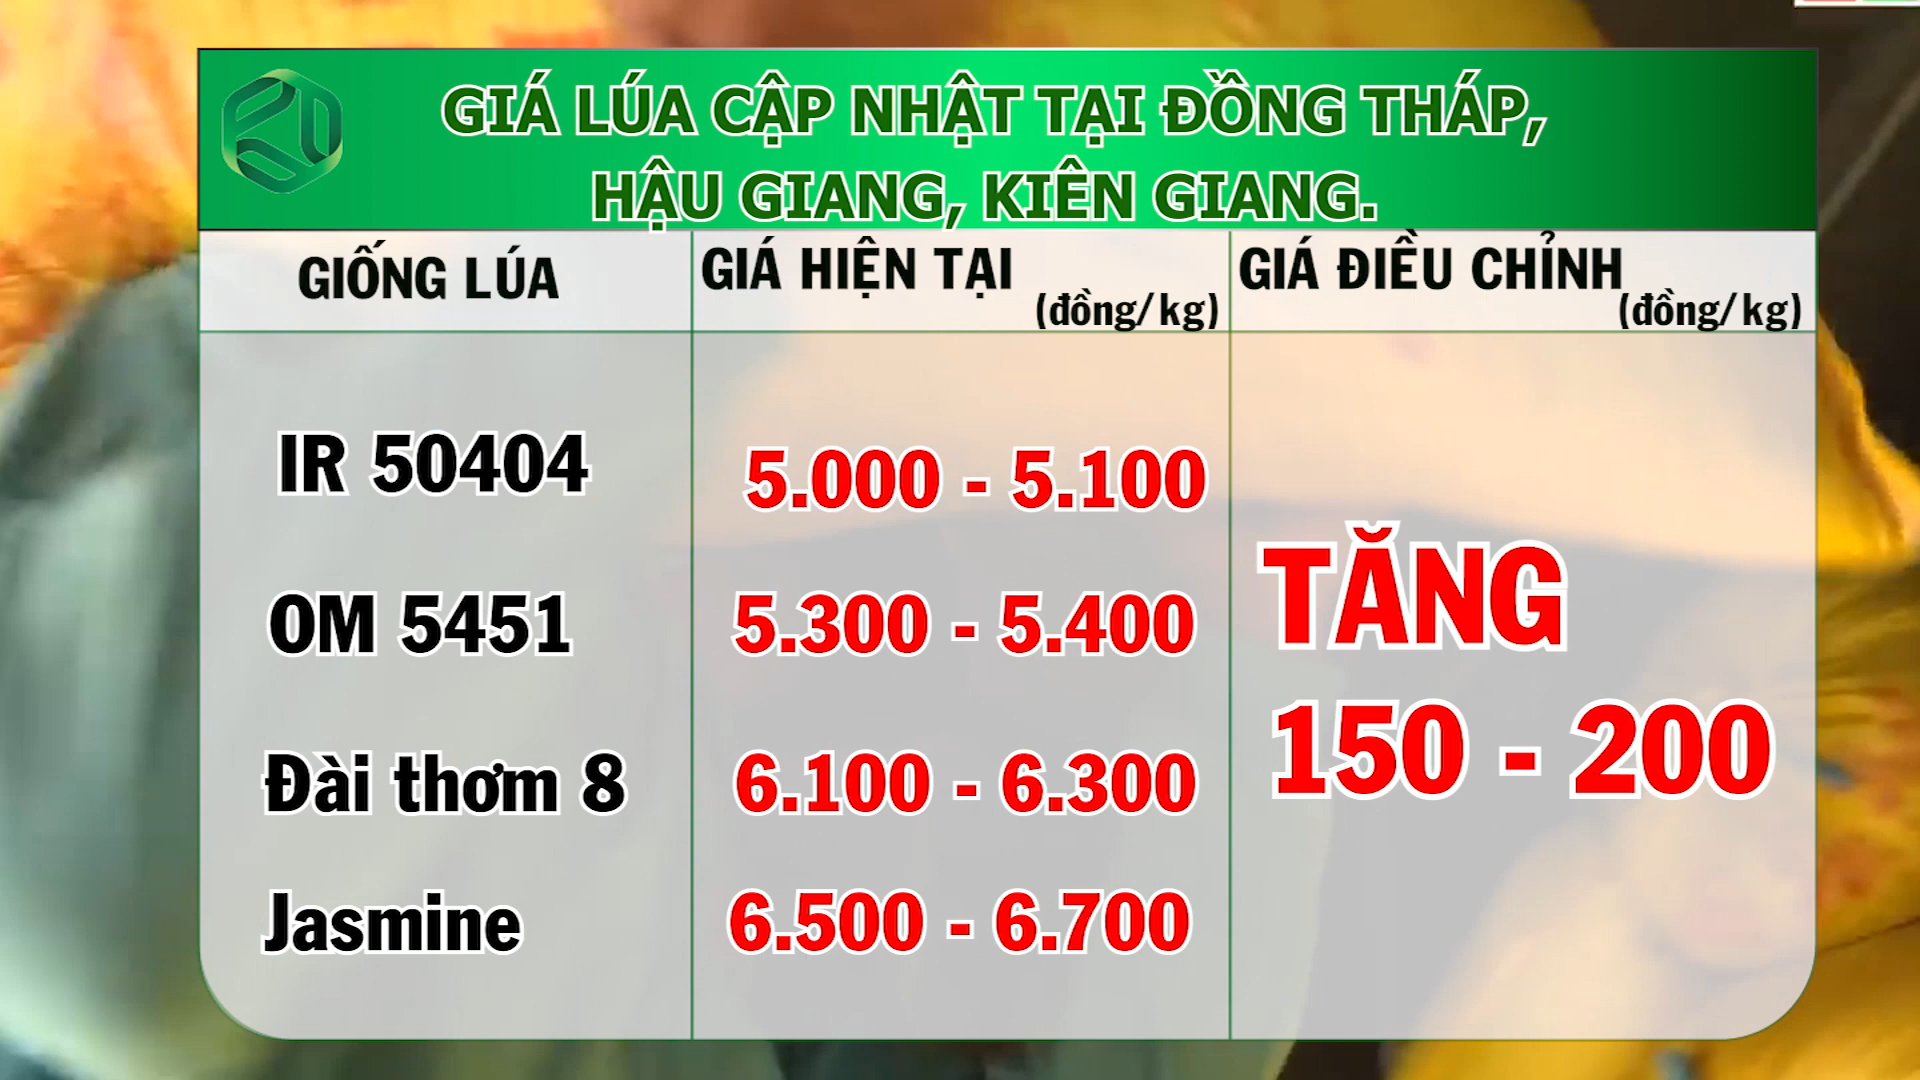 GIÁ LÚA CẬP NHẬT TẠI ĐỒNG THÁP,
HẬU GIANG, KIÊN GIANG.
GIỐNG LÚA
GIÁ HIỆN TẠI
(đồng/kg)
GIÁ ĐIỀU CHỈNH
(đồng/kg)
IR 50404
5.000 - 5.100
OM 5451
5.300 - 5.400
Đài thơm 8
6.100 - 6.300
Jasmine
6.500 - 6.700
TĂNG
150 - 200